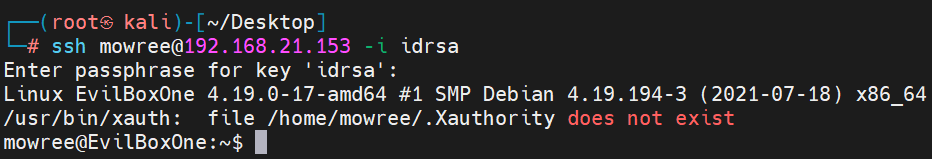 ┌──(root㉿ kali)-[~/Desktop]
└─# ssh mowree@192.168.21.153 -i idrsa
Enter passphrase for key 'idrsa':
Linux EvilBoxOne 4.19.0-17-amd64 #1 SMP Debian 4.19.194-3 (2021-07-18) x86_64
/usr/bin/xauth:  file /home/mowree/.Xauthority does not exist
mowree@EvilBoxOne:~$